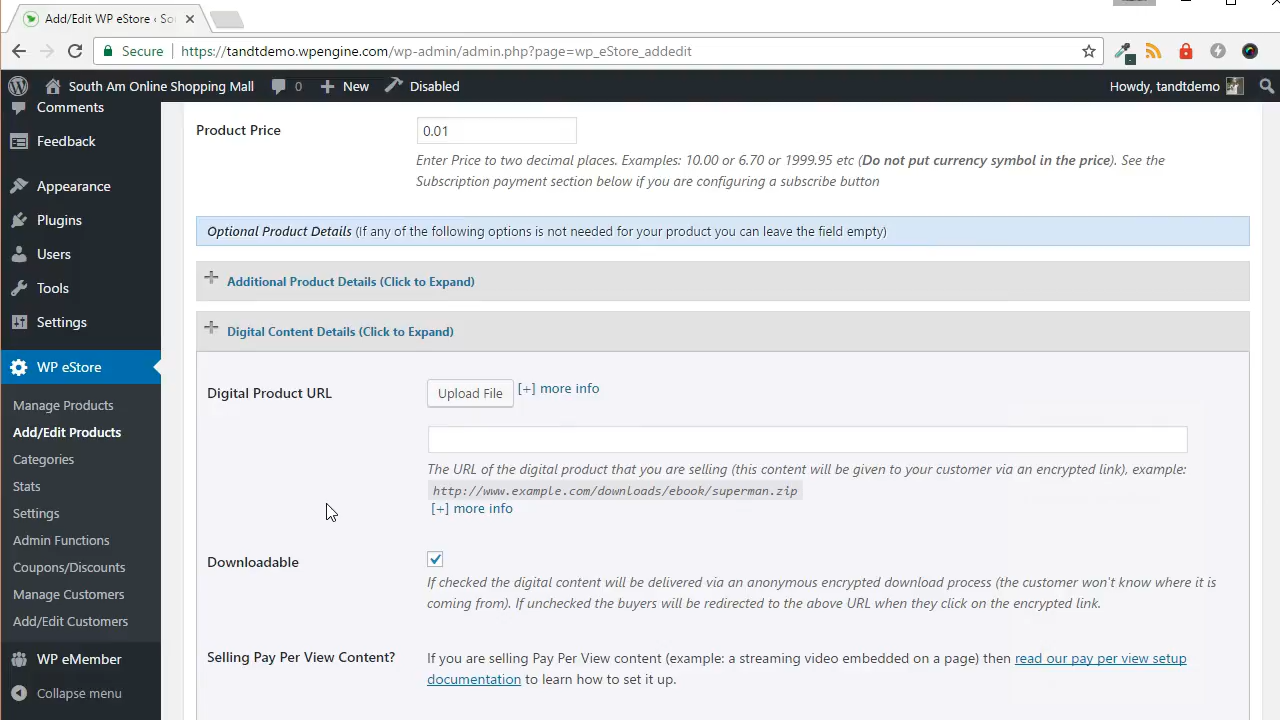 Add/Edit WP eStore ‹ So
Secure
https://tandtdemo.wpengine.com/wp-admin/admin.php?page=wp_eStore_addedit
South Am Online Shopping Mall
0
New
Disabled
Howdy, tandtdemo
Comments
Feedback
Appearance
Plugins
Users
Tools
Settings
WP eStore
Manage Products
Add/Edit Products
Categories
Stats
Settings
Admin Functions
Coupons/Discounts
Manage Customers
Add/Edit Customers
WP eMember
Collapse menu
Product Price
0.01
Enter Price to two decimal places. Examples: 10.00 or 6.70 or 1999.95 etc (Do not put currency symbol in the price). See the
Subscription payment section below if you are configuring a subscribe button
Optional Product Details (If any of the following options is not needed for your product you can leave the field empty)
Additional Product Details (Click to Expand)
Digital Content Details (Click to Expand)
Digital Product URL
Upload File
[+] more info
The URL of the digital product that you are selling (this content will be given to your customer via an encrypted link), example:
http://www.example.com/downloads/ebook/superman.zip
[+] more info
Downloadable
If checked the digital content will be delivered via an anonymous encrypted download process (the customer won't know where it is
coming from). If unchecked the buyers will be redirected to the above URL when they click on the encrypted link.
Selling Pay Per View Content?
If you are selling Pay Per View content (example: a streaming video embedded on a page) then read our pay per view setup
documentation to learn how to set it up.